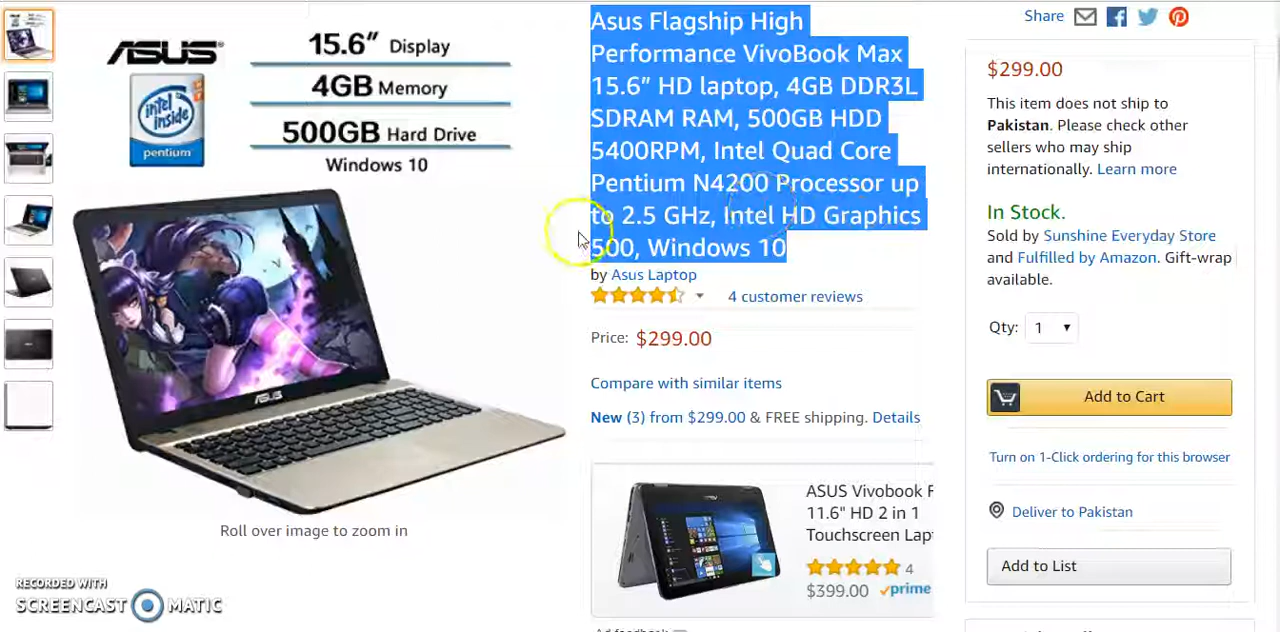 ASUS
intel inside
pentium
15.6" Display
4GB Memory
500GB Hard Drive
Windows 10
ASUS
Roll over image to zoom in
RECORDED WITH
SCREENCAST MATIC
Asus Flagship High
Performance VivoBook Max
15.6” HD laptop, 4GB DDR3L
SDRAM RAM, 500GB HDD
5400RPM, Intel Quad Core
Pentium N4200 Processor up
to 2.5 GHz, Intel HD Graphics
500, Windows 10
by Asus Laptop
4 customer reviews
Price: $299.00
Compare with similar items
New (3) from $299.00 & FREE shipping. Details
ASUS Vivobook
11.6" HD 2 in 1
Touchscreen
4
$399.00 prime
Ad feedback
Share
$299.00
This item does not ship to
Pakistan. Please check other
sellers who may ship
internationally. Learn more
In Stock.
Sold by Sunshine Everyday Store
and Fulfilled by Amazon. Gift-wrap
available.
Qty: 1
Add to Cart
Turn on 1-Click ordering for this browser
Deliver to Pakistan
Add to List